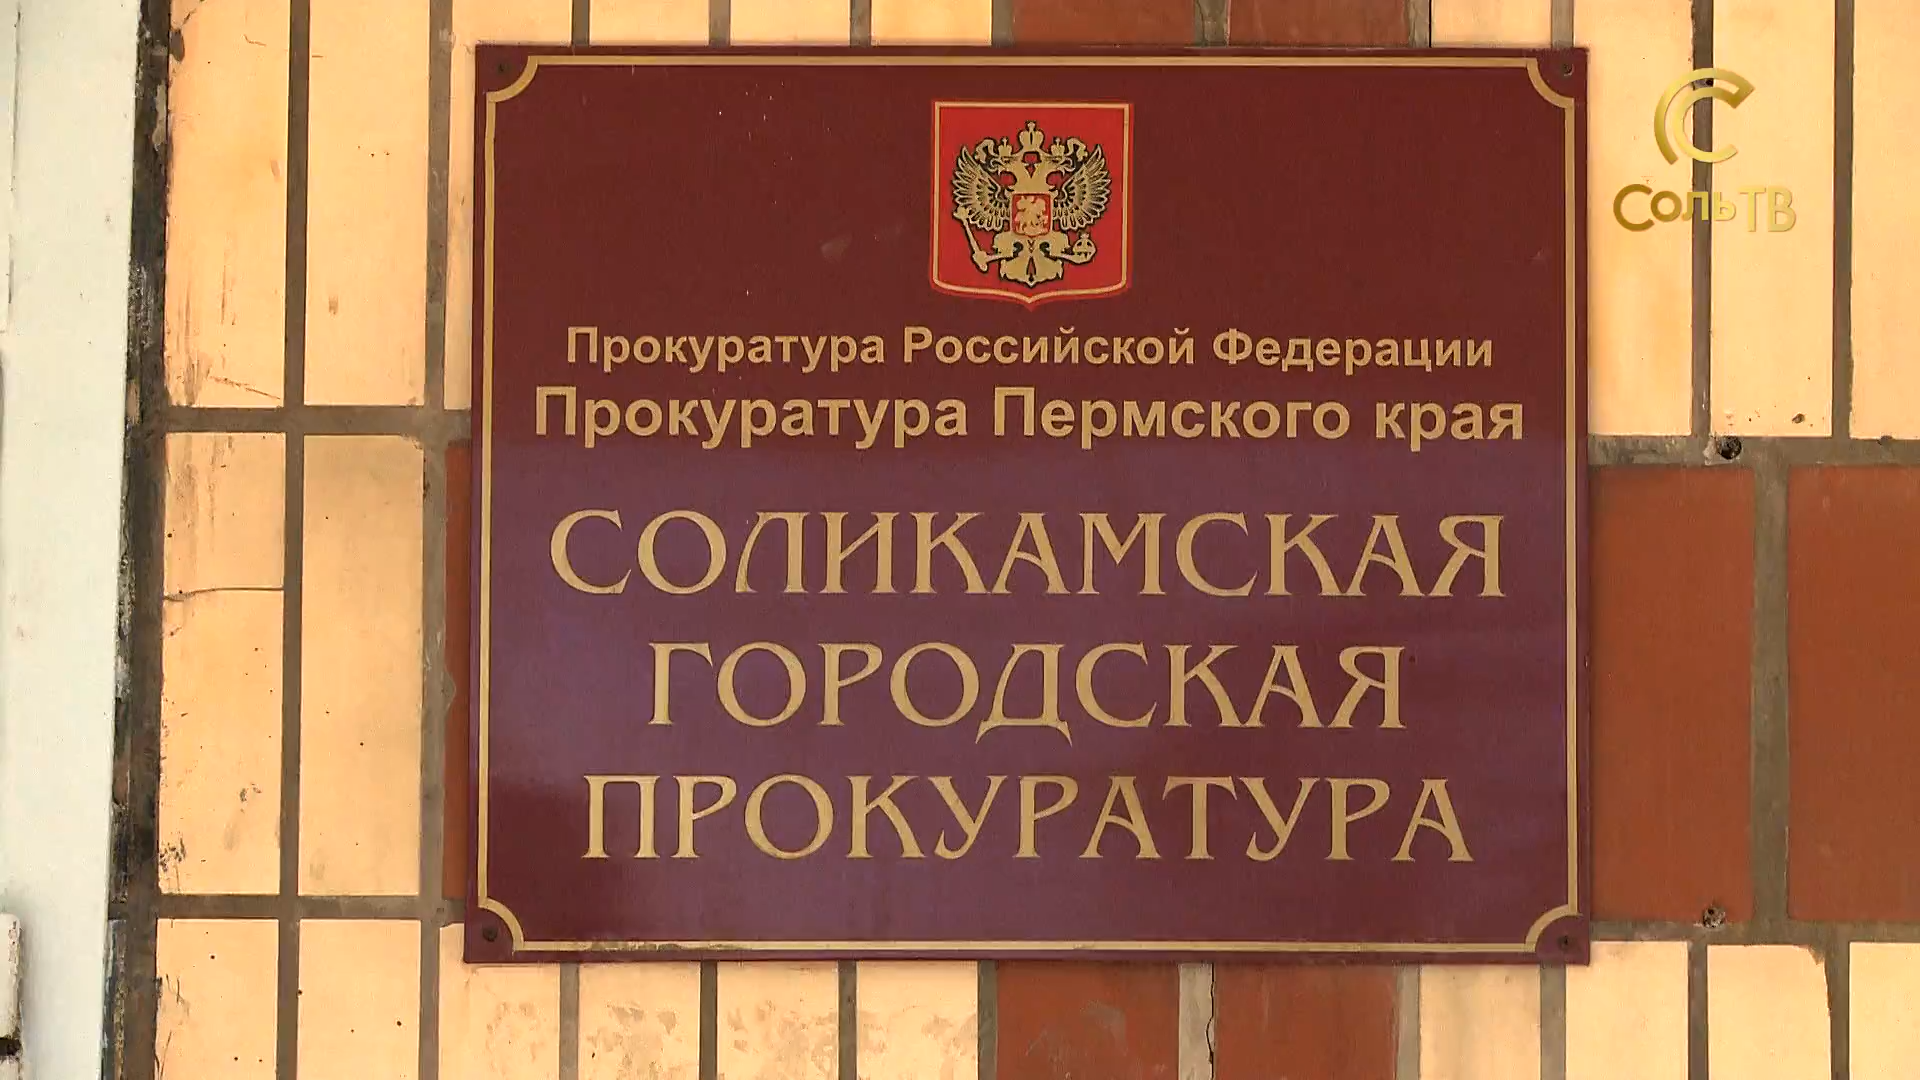 СОЛЬТВ
Прокуратура Российской Федерации
Прокуратура Пермского края
СОЛИКАМСКАЯ
ГОРОДСКАЯ
ПРОКУРАТУРА